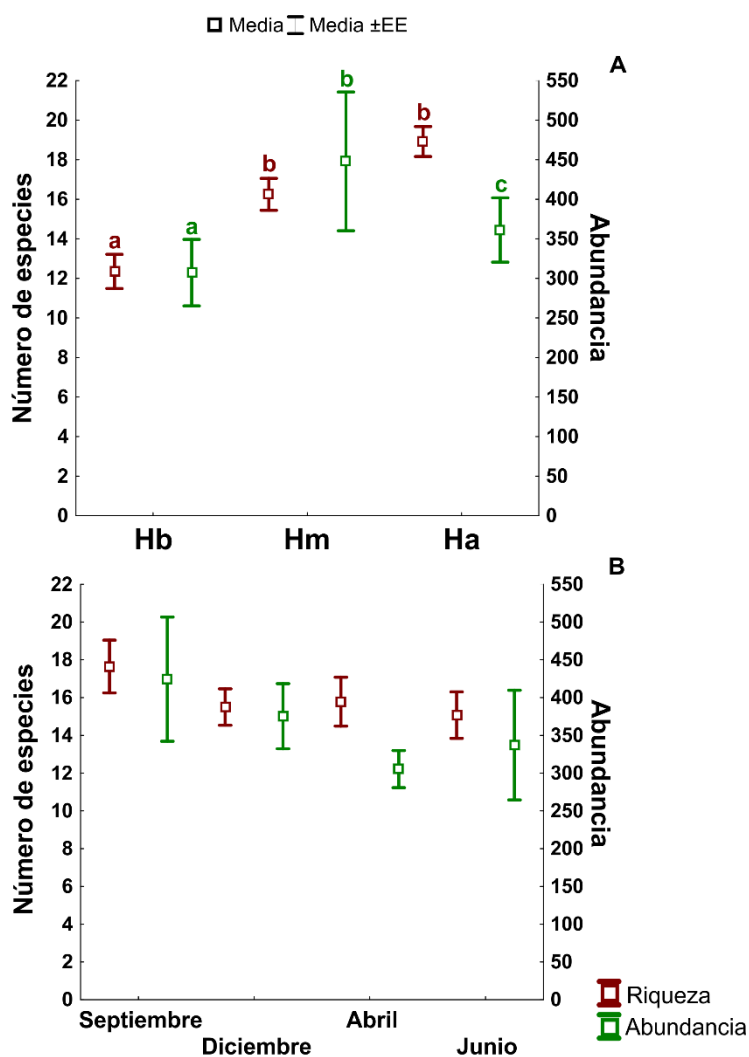 Media Media ±EE
A
Número de especies
22
20
18
16
14
12
10
8
6
4
2
0
a
a
b
b
b
c
550
500
450
400
350
300
250
200
150
100
50
0
Abundancia
Hb Hm Ha
B
Número de especies
22
20
18
16
14
12
10
8
6
4
2
0
550
500
450
400
350
300
250
200
150
100
50
0
Abundancia
Septiembre
Diciembre
Abril
Junio
Riqueza
Abundancia